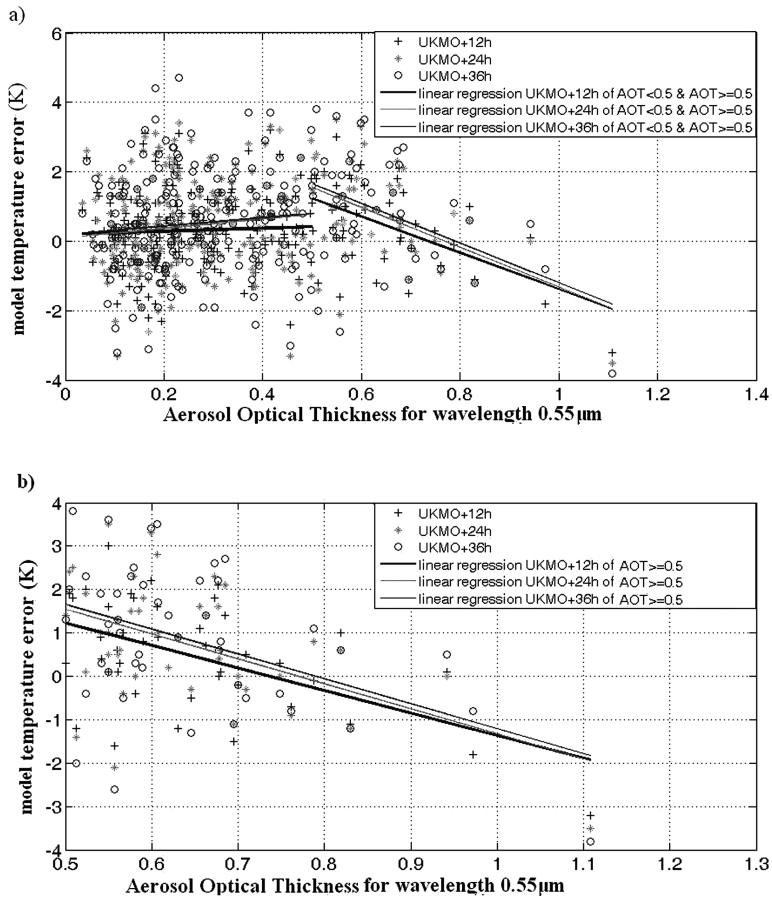 a)
6
4
2
0
-2
-4
model temperature error (K)
UKMO+12h
UKMO+24h
UKMO+36h
linear regression UKMO+12h of AOT<0.5 & AOT>=0.5
linear regression UKMO+24h of AOT<0.5 & AOT>=0.5
linear regression UKMO+36h of AOT<0.5 & AOT>=0.5
0 0.2 0.4 0.6 0.8 1 1.2 1.4
Aerosol Optical Thickness for wavelength 0.55µm
b)
4
3
2
1
0
-1
-2
-3
-4
model temperature error (K)
UKMO+12h
UKMO+24h
UKMO+36h
linear regression UKMO+12h of AOT>=0.5
linear regression UKMO+24h of AOT>=0.5
linear regression UKMO+36h of AOT>=0.5
0.5 0.6 0.7 0.8 0.9 1 1.1 1.2 1.3
Aerosol Optical Thickness for wavelength 0.55µm